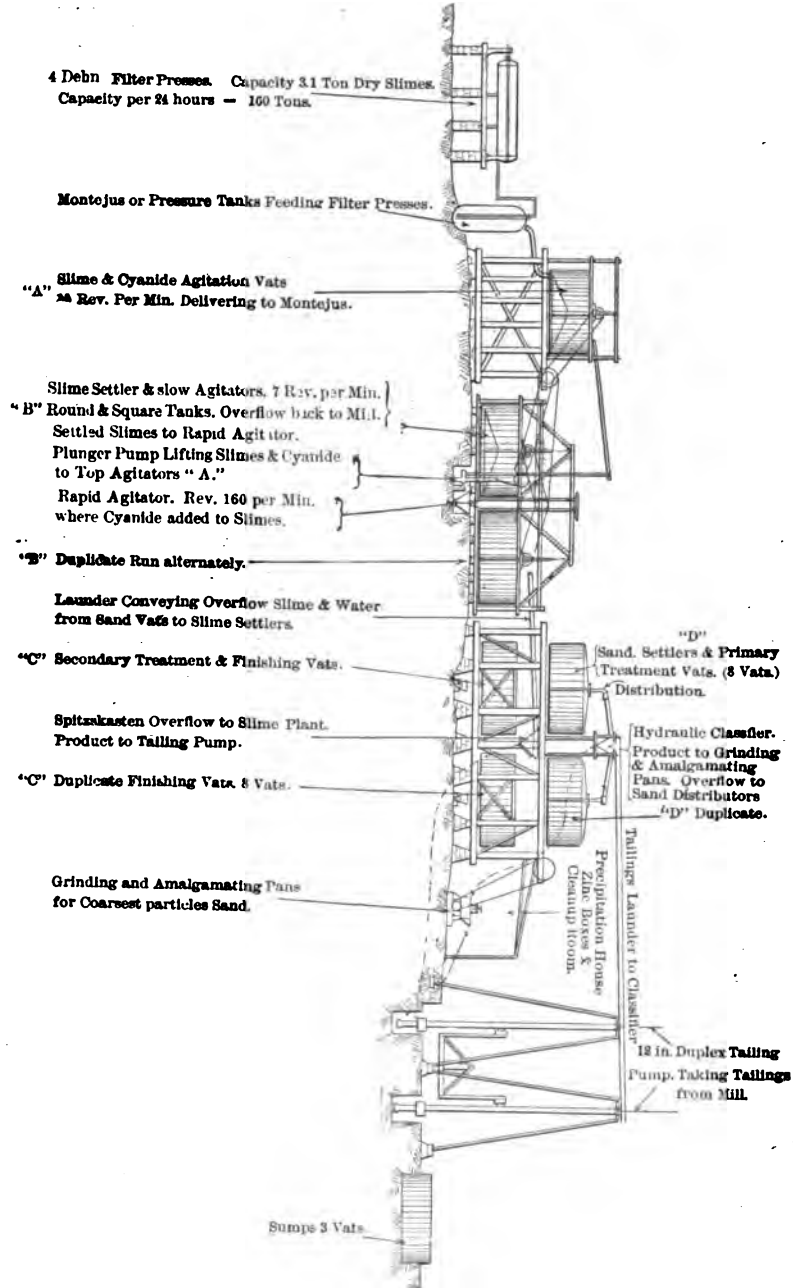 4 Dehn Filter Presses. Capacity 3.1 Ton Dry Slimes.
Capacity per 24 hours — 160 Tons.
Montejus or Pressure Tanks Feeding Filter Presses.
"A" Slime & Cyanide Agitation Vats
Rev. Per Min. Delivering to Montejus.
Slime Settler & slow Agitators. 7 Rev. per Min.
"B" Round & Square Tanks. Overflow back to Mill.
Settled Slimes to Rapid Agitator.
Plunger Pump Lifting Slimes & Cyanide
to Top Agitators "A."
Rapid Agitator. Rev. 160 per Min.
where Cyanide added to Slimes.
"B" Duplicate Run alternately.
Launder Conveying Overflow Slime & Water
from Sand Vats to Slime Settlers.
"C" Secondary Treatment & Finishing Vats.
Spitzakasten Overflow to Slime Plant.
Product to Tailing Pump.
"C" Duplicate Finishing Vats. 8 Vats.
Grinding and Amalgamating Pans
for Coarsest particles Sand.
"D"
Sand. Settlers & Primary
Treatment Vats. (8 Vats.)
Distribution.
Hydraulic Classfier.
Product to Grinding
& Amalgamating
Pans. Overflow to
Sand Distributors
"D" Duplicate.
Tailings Launder to Classifier
Precipitation House
Zinc Boxes &
Cleanup Room.
12 in. Duplex Tailing
Pump. Taking Tailings
from Mill.
Sumps 3 Vats.